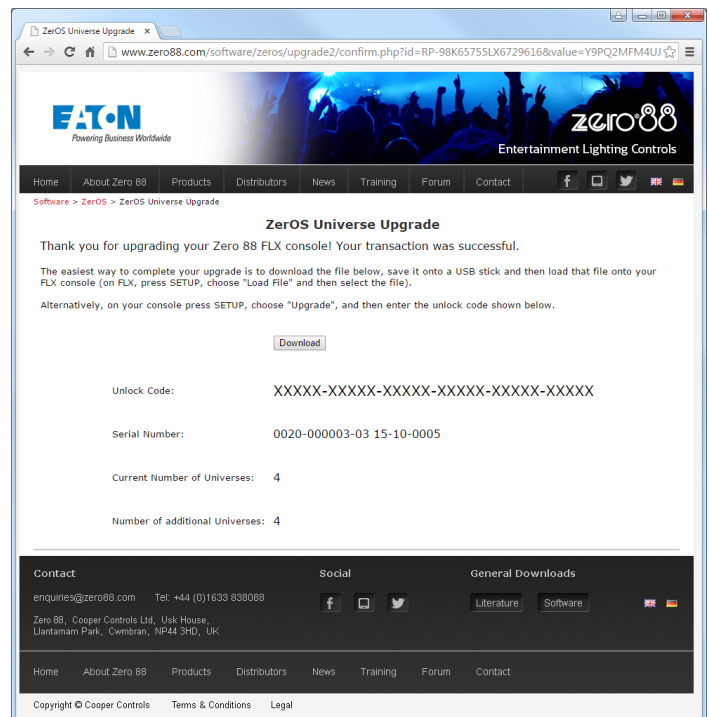 ZerOS Universe Upgrade
www.zero88.com/software/zeros/upgrade2/confirm.php?id=RP-98K65755LX6729616&value=Y9PQ2MFM4UJ
EATON
Powering Business Worldwide
zero88
Entertainment Lighting Controls
Home About Zero 88 Products Distributors News Training Forum Contact
Software > ZerOS > ZerOS Universe Upgrade
ZerOS Universe Upgrade
Thank you for upgrading your Zero 88 FLX console! Your transaction was successful.
The easiest way to complete your upgrade is to download the file below, save it onto a USB stick and then load that file onto your
FLX console (on FLX, press SETUP, choose "Load File" and then select the file).
Alternatively, on your console press SETUP, choose "Upgrade", and then enter the unlock code shown below.
Download
Unlock Code: XXXXX-XXXXX-XXXXX-XXXXX-XXXXX-XXXXX
Serial Number: 0020-000003-03 15-10-0005
Current Number of Universes: 4
Number of additional Universes: 4
Contact Social General Downloads
enquiries@zero88.com Tel: +44 (0)1633 838088 Literature Software
Zero 88, Cooper Controls Ltd, Usk House,
Llantarnam Park, Cwmbran, NP44 3HD, UK
Home About Zero 88 Products Distributors News Training Forum Contact
Copyright © Cooper Controls Terms & Conditions Legal